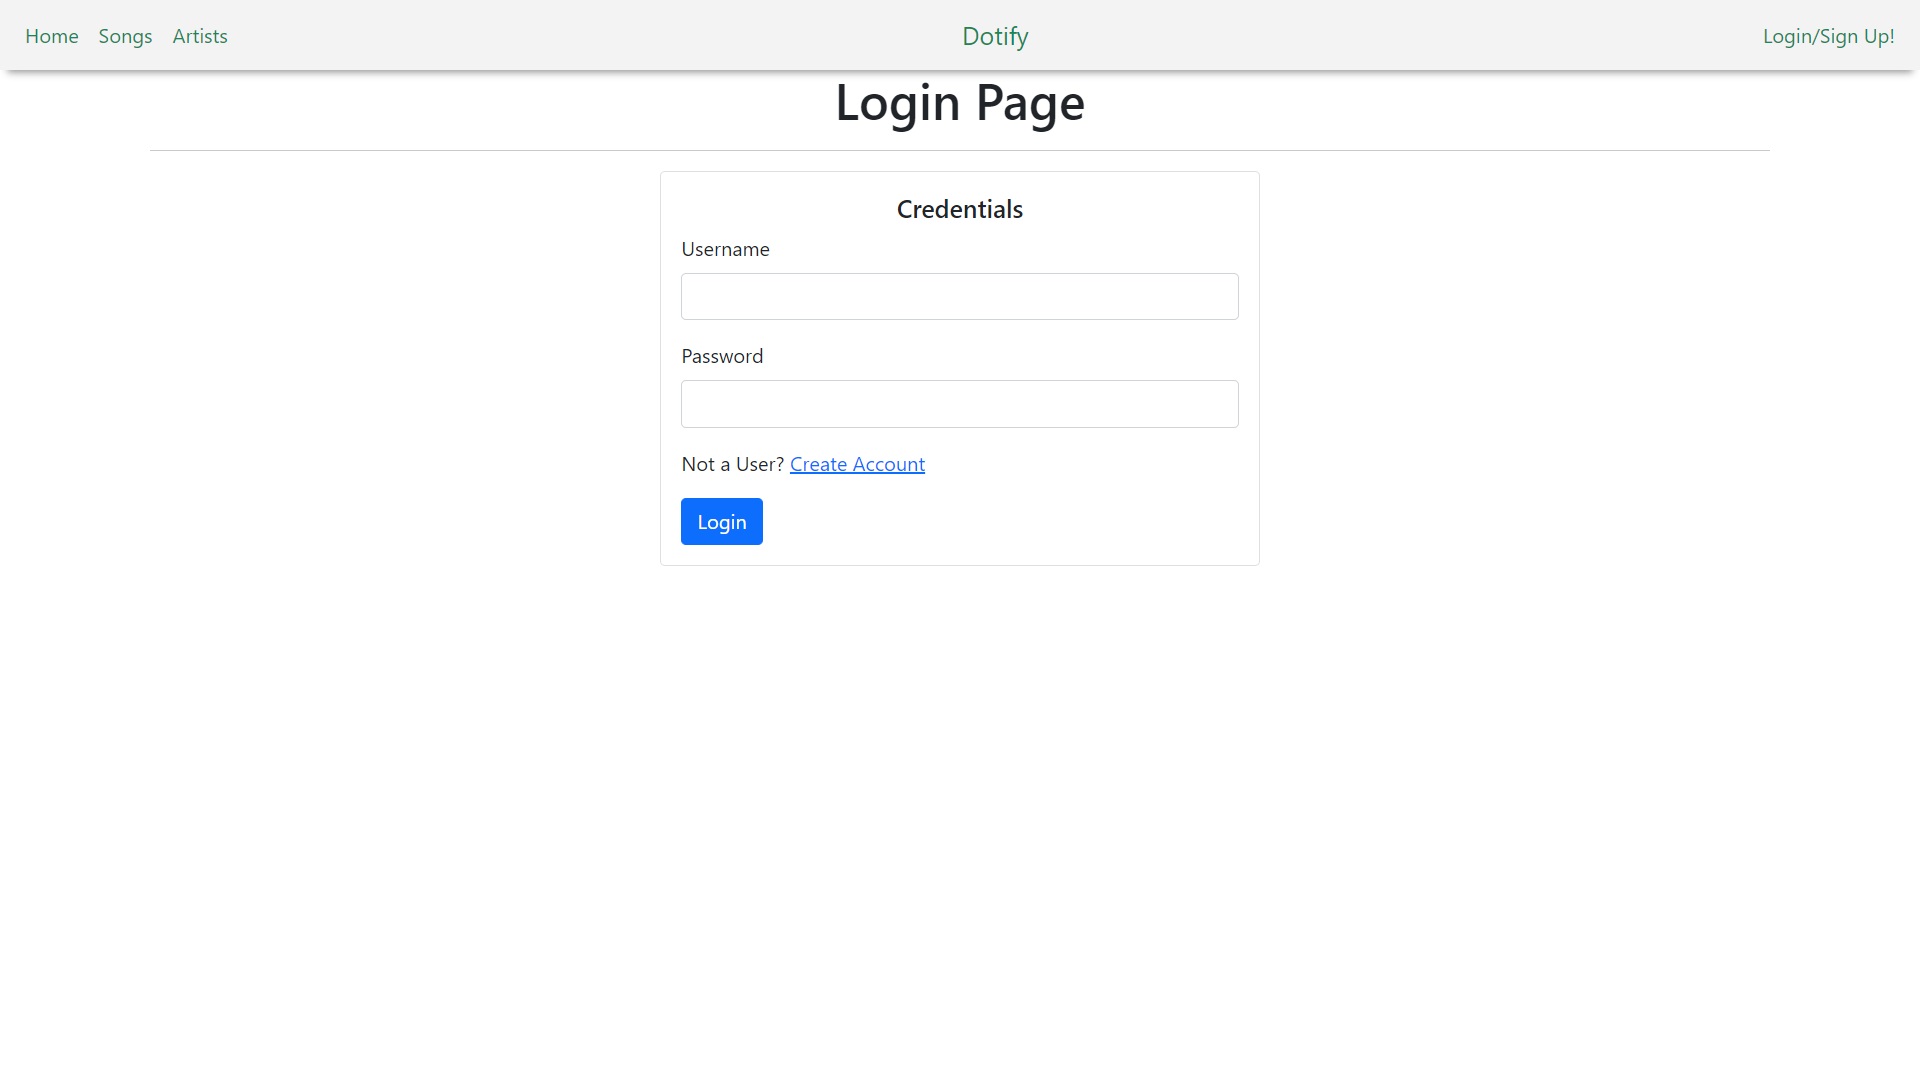 Home Songs Artists Dotify Login/Sign Up!
Login Page
Credentials
Username
Password
Not a User? Create Account
Login